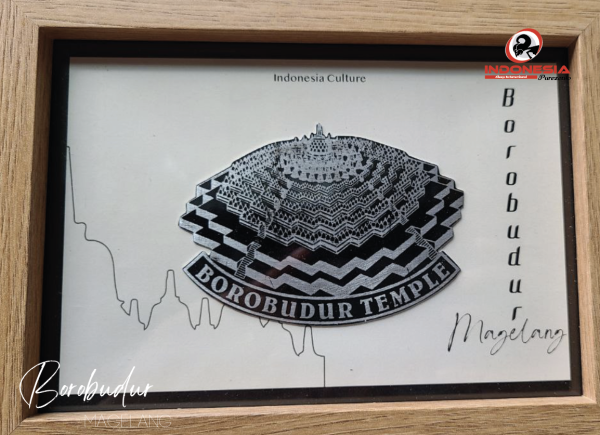 Indonesia Culture
INDONESIA
Borobudur
BOROBUDUR TEMPLE
Magelang
Borobudur
MAGELANG